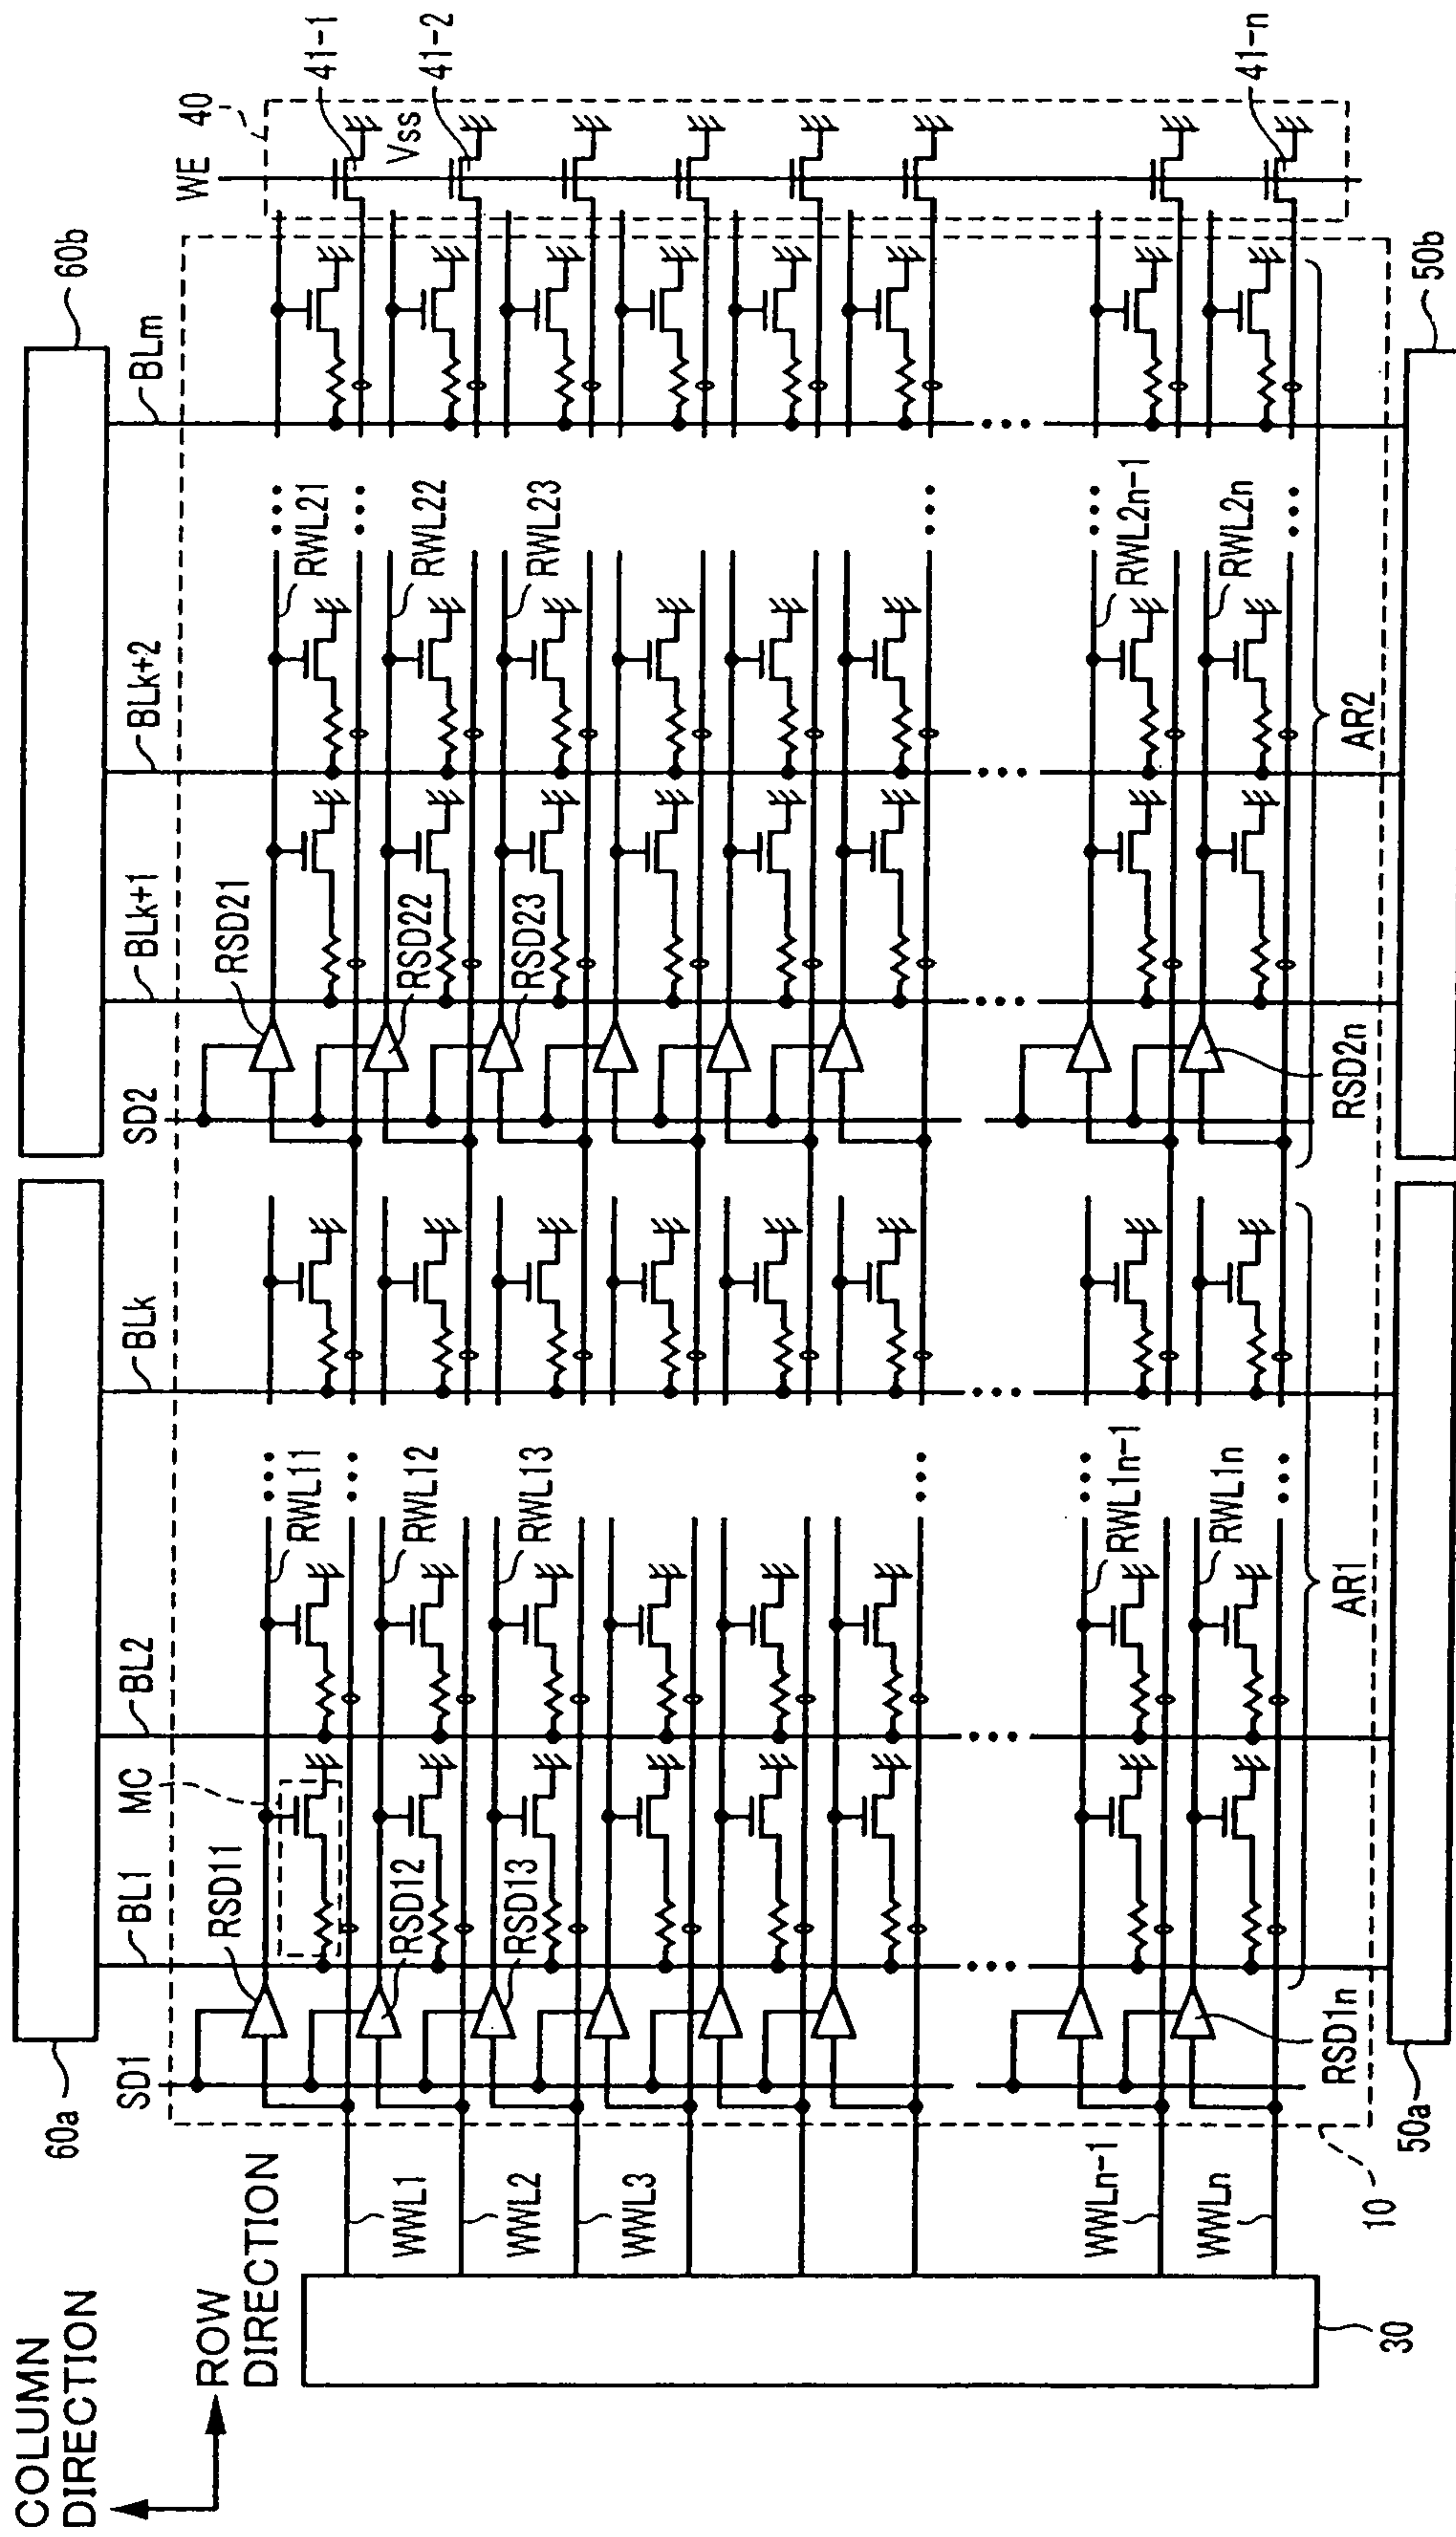 COLUMN
DIRECTION
ROW
DIRECTION
60a
60b
SD1
BL1
MC
BL2
BLk
SD2
BLk+1
BLk+2
BLm
WE
40
RSD11
RWL11
RSD21
RWL21
41-1
Vss
WWL1
RSD12
RWL12
RSD22
RWL22
41-2
WWL2
RSD13
RWL13
RSD23
RWL23
WWL3
WWLn-1
RWL1n-1
RWL2n-1
WWLn
RWL1n
RWL2n
41-n
RSD1n
AR1
RSD2n
AR2
30
10
50a
50b